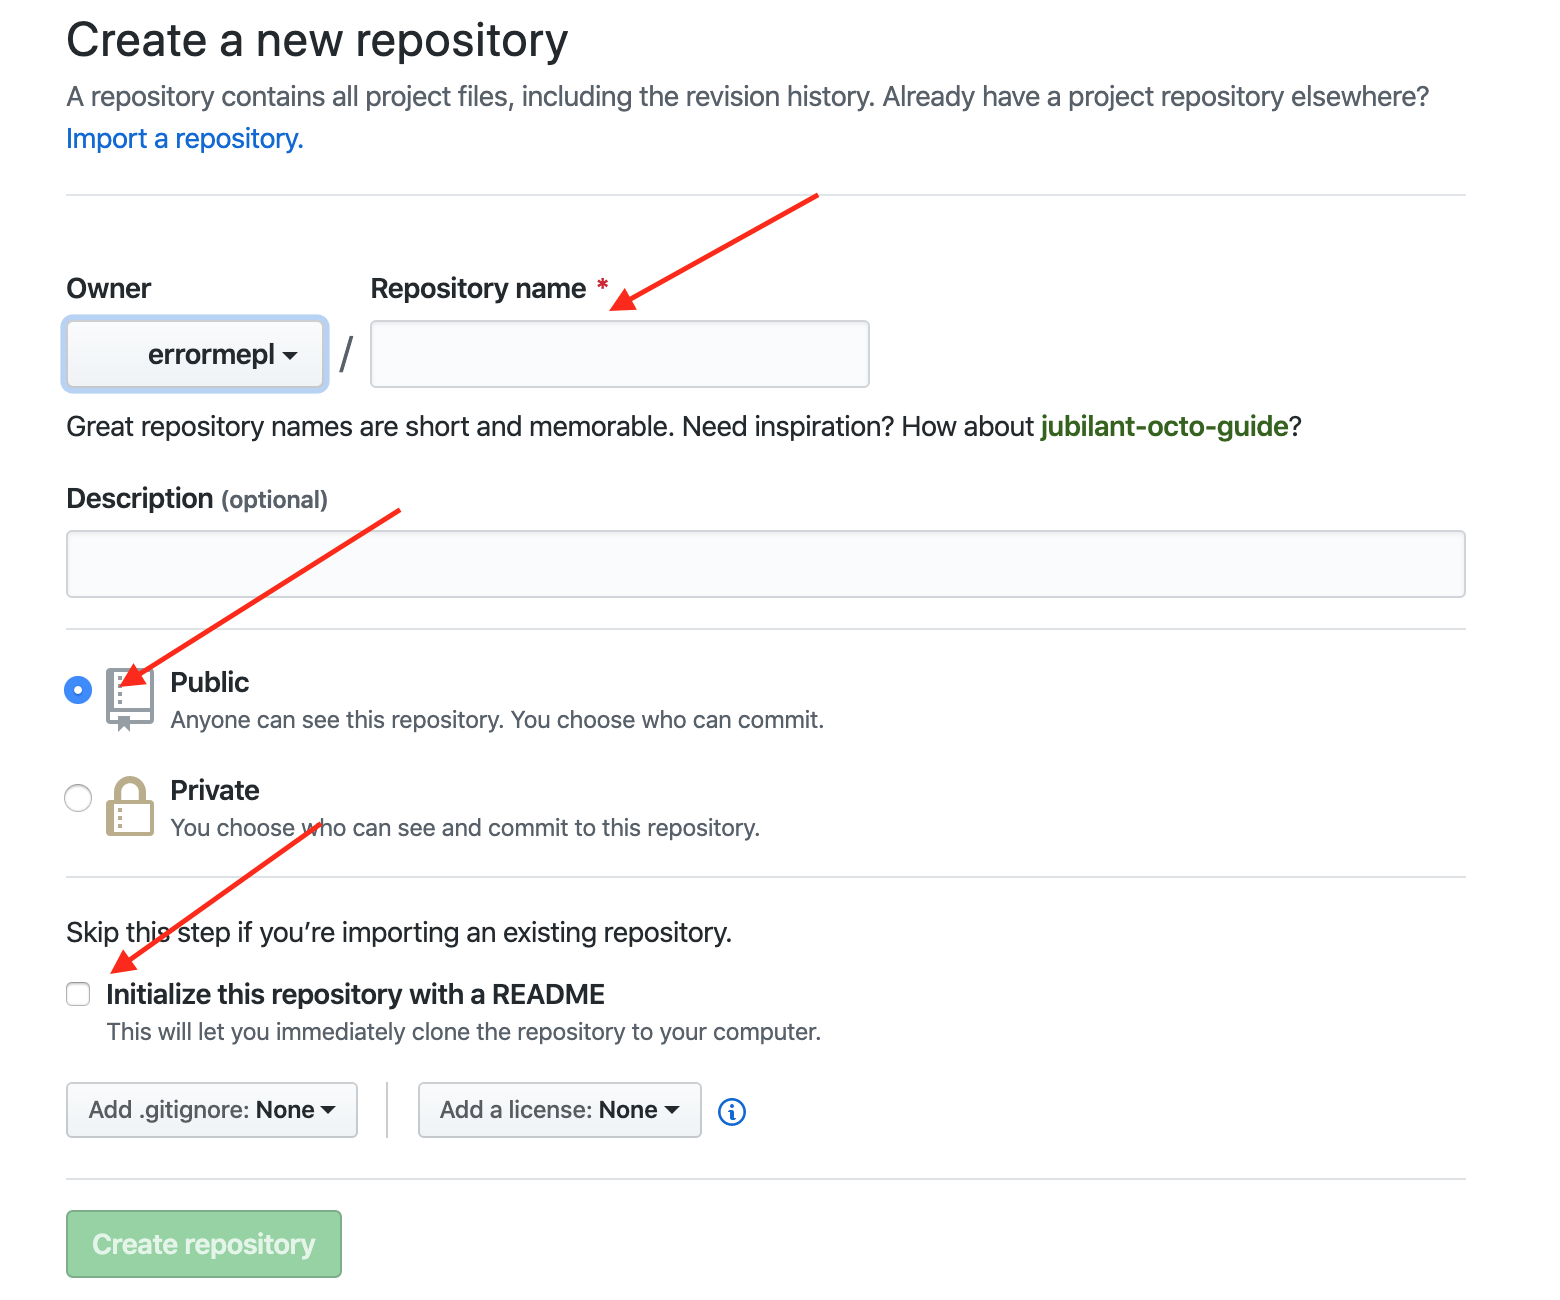 Create a new repository
A repository contains all project files, including the revision history. Already have a project repository elsewhere?
Import a repository.
Owner
Repository name *
errormepl
/
Great repository names are short and memorable. Need inspiration? How about jubilant-octo-guide?
Description (optional)
Public
Anyone can see this repository. You choose who can commit.
Private
You choose who can see and commit to this repository.
Skip this step if you’re importing an existing repository.
Initialize this repository with a README
This will let you immediately clone the repository to your computer.
Add .gitignore: None
Add a license: None
Create repository